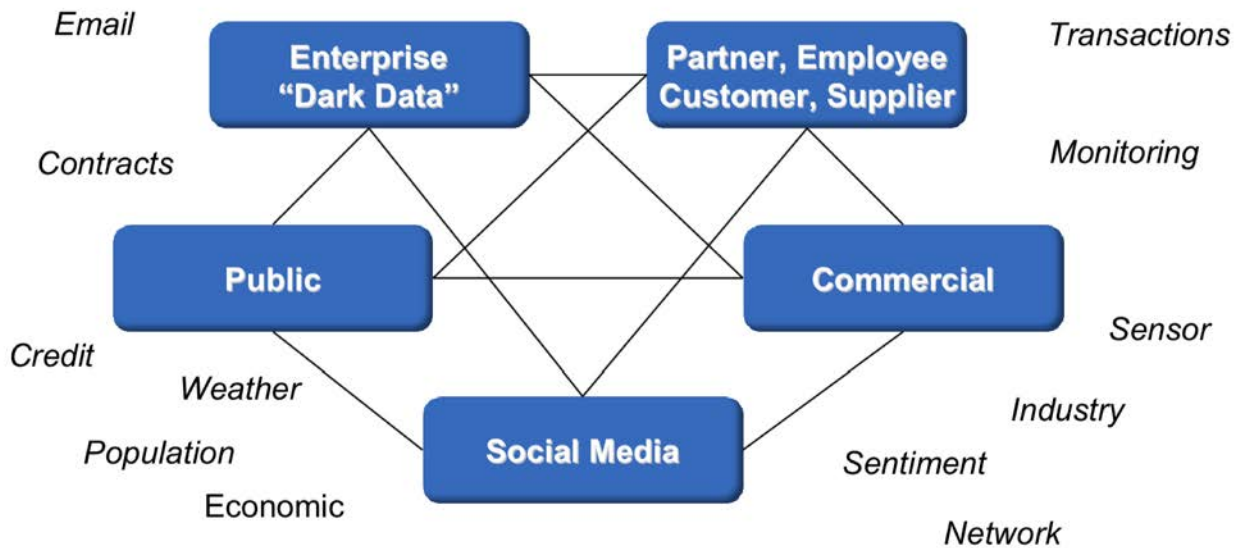 Email
Enterprise
“Dark Data”
Partner, Employee
Customer, Supplier
Transactions
Contracts
Monitoring
Public
Commercial
Credit
Sensor
Weather
Industry
Population
Social Media
Sentiment
Economic
Network